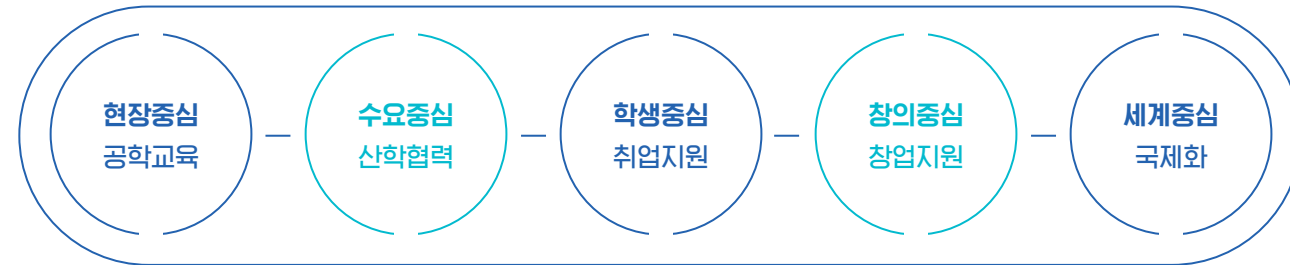 현장중심
공학교육
수요중심
산학협력
학생중심
취업지원
창의중심
창업지원
세계중심
국제화